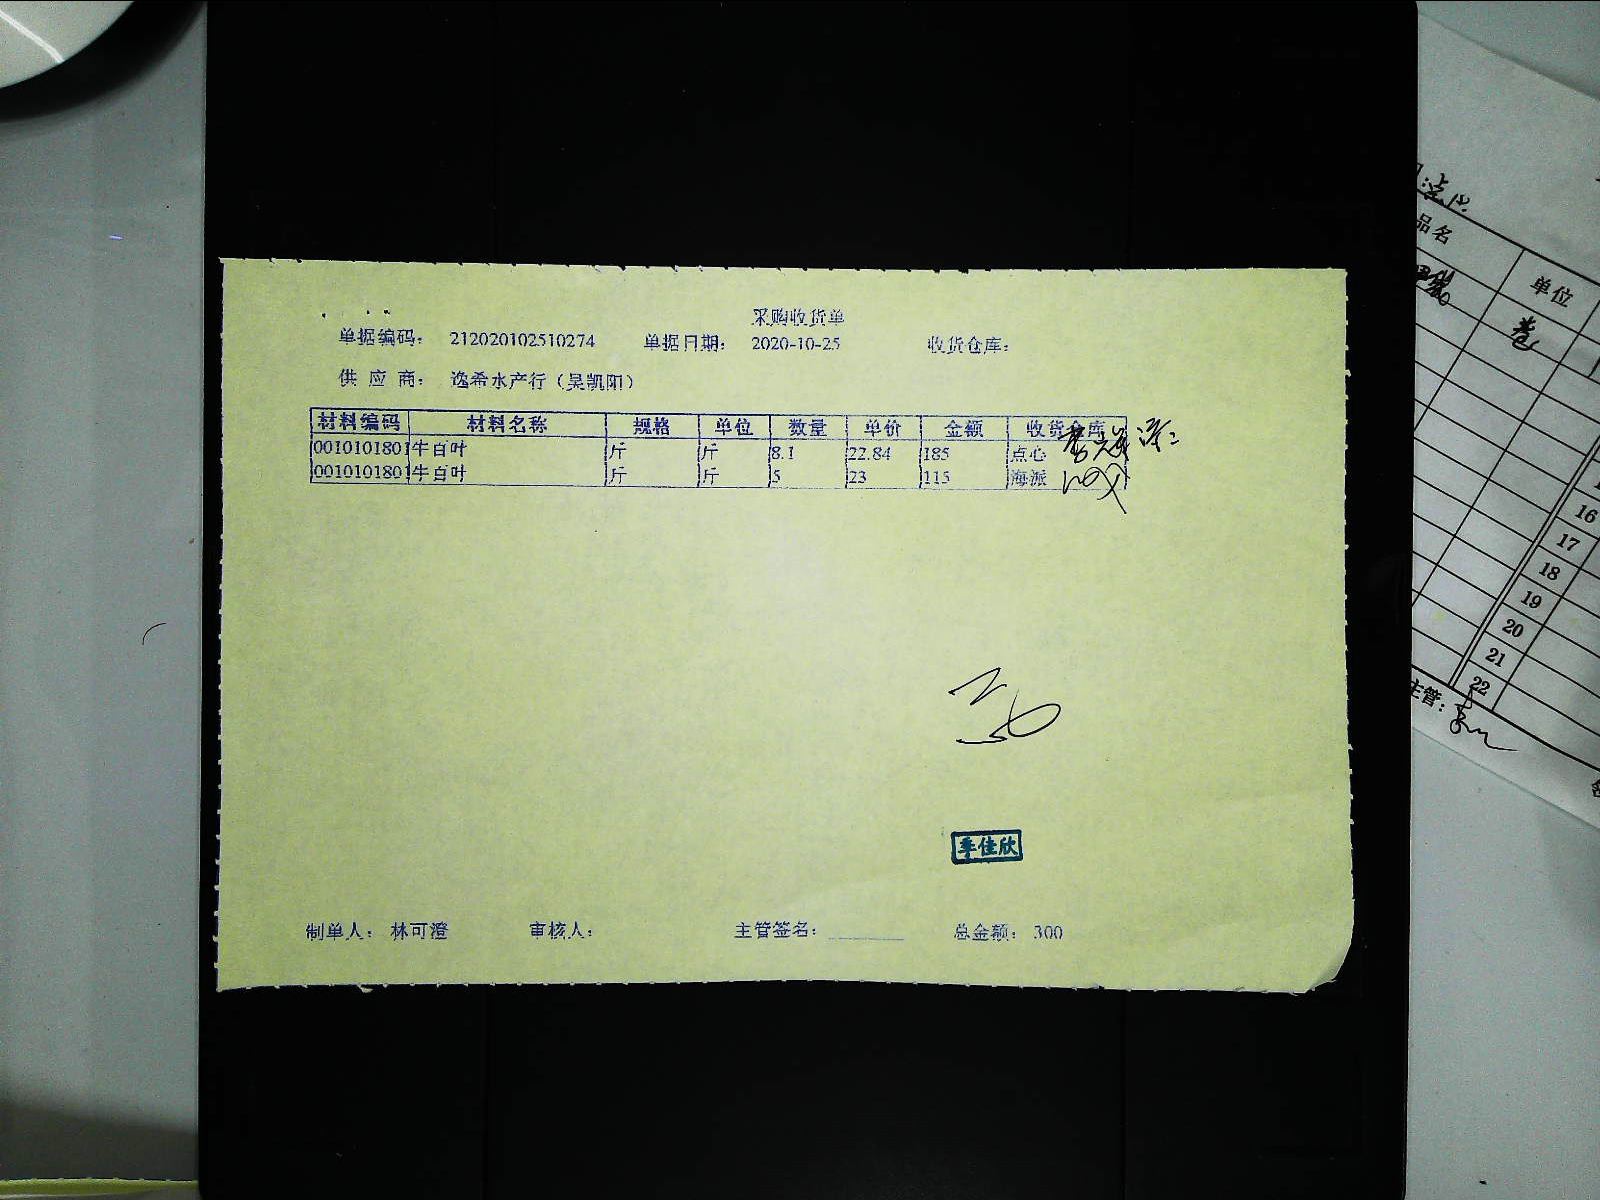 采购收货单
单据编码: 212020102510274 单据日期: 2020-10-25 收货仓库:
供应商: 逸希水产行(吴凯阳)
材料编码 材料名称 规格 单位 数量 单价 金额 收货仓库
0010101801 牛百叶 斤 斤 8.1 22.84 185 点心
0010101801 牛百叶 斤 斤 5 23 115 海派
季佳欣
制单人: 林可澄 审核人: 主管签名: 总金额: 300
品名
单位
卷
16
17
18
19
20
21
22
主管: